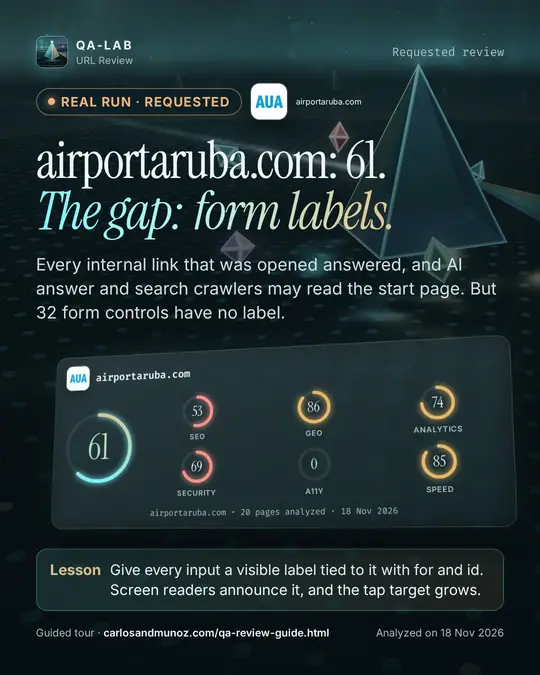 QA-LAB
URL Review
Requested review
REAL RUN · REQUESTED
AUA
airportaruba.com
airportaruba.com: 61.
The gap: form labels.
Every internal link that was opened answered, and AI
answer and search crawlers may read the start page. But
32 form controls have no label.
AUA
airportaruba.com
61
53
SEO
86
GEO
74
ANALYTICS
69
SECURITY
0
A11Y
85
SPEED
airportaruba.com · 20 pages analyzed · 18 Nov 2026
Lesson
Give every input a visible label tied to it with for and id.
Screen readers announce it, and the tap target grows.
Guided tour · carlosandmunoz.com/qa-review-guide.html
Analyzed on 18 Nov 2026